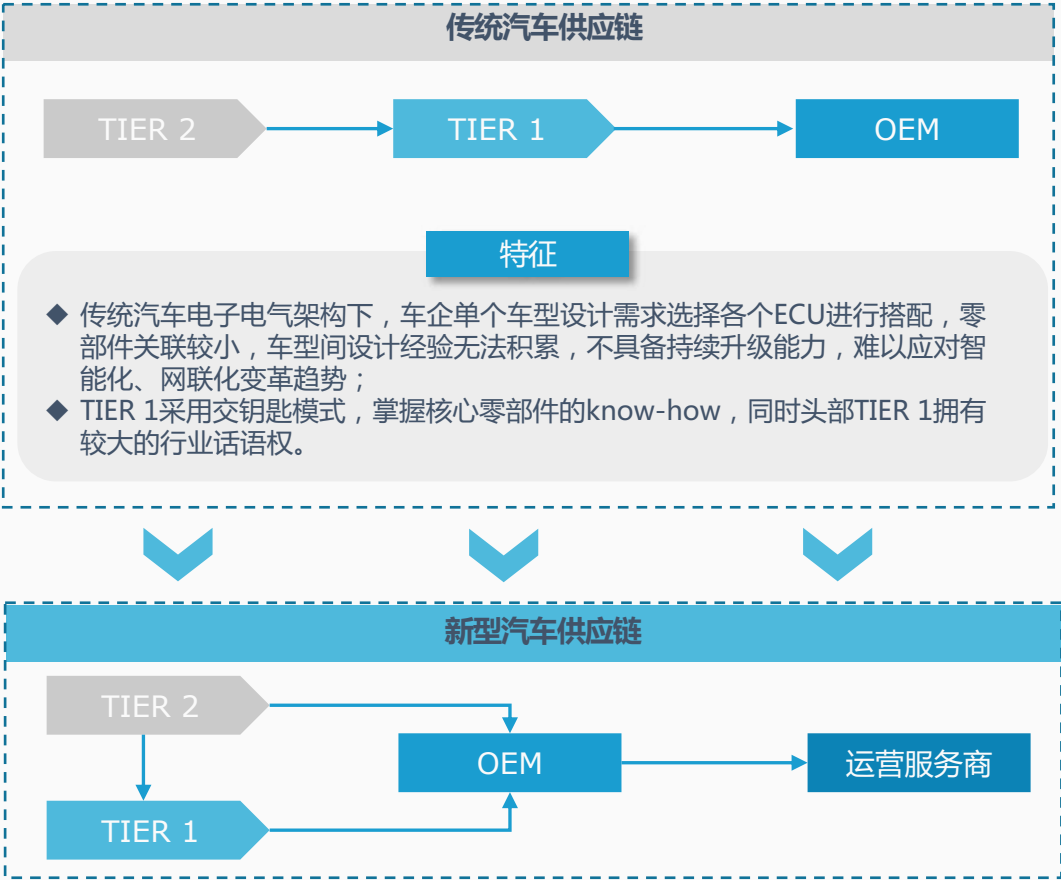 传统汽车供应链
TIER 2
TIER 1
OEM
特征
◆ 传统汽车电子电气架构下，车企单个车型设计需求选择各个ECU进行搭配，零
部件关联较小，车型间设计经验无法积累，不具备持续升级能力，难以应对智
能化、网联化变革趋势；
◆ TIER 1采用交钥匙模式，掌握核心零部件的know-how，同时头部TIER 1拥有
较大的行业话语权。
新型汽车供应链
TIER 2
OEM
运营服务商
TIER 1